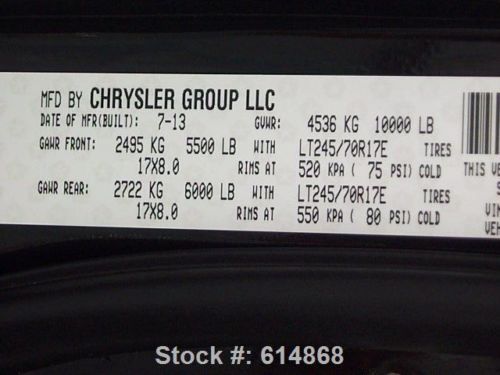 MFD BY CHRYSLER GROUP LLC
DATE OF MFR(BUILT): 7-13 GVWR: 4536 KG 10000 LB
GAWR FRONT: 2495 KG 5500 LB WITH LT245/70R17E TIRES
17X8.0 RIMS AT 520 KPA ( 75 PSI) COLD THIS VE
GAWR REAR: 2722 KG 6000 LB WITH LT245/70R17E TIRES S
17X8.0 RIMS AT 550 KPA ( 80 PSI) COLD VIN
VEH
Stock #: 614868